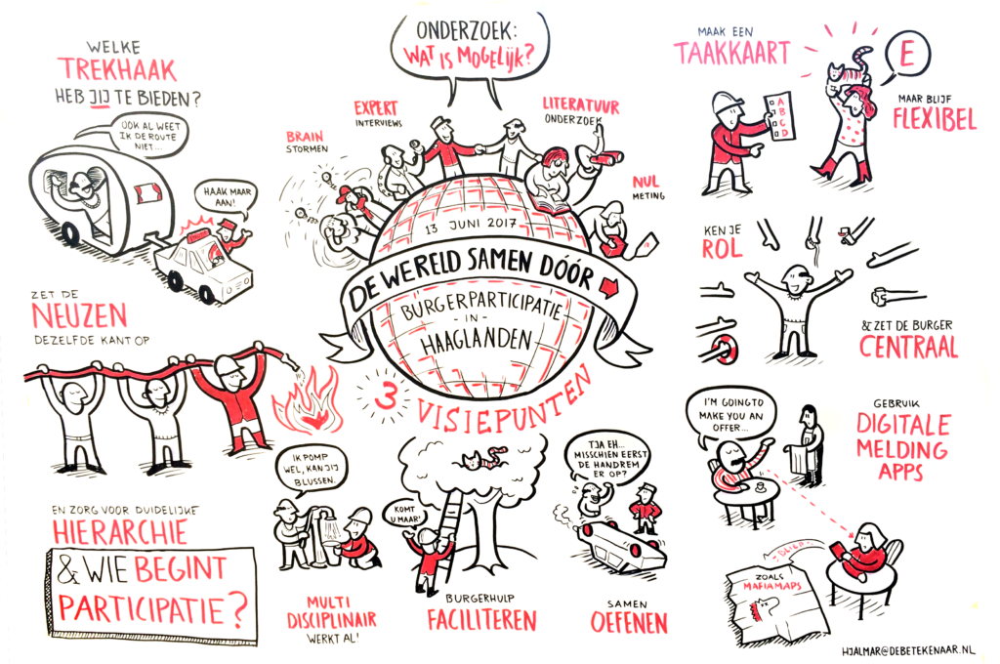 ONDERZOEK:
WAT IS MOGELIJK?
WELKE
TREKHAAK
HEB JIJ TE BIEDEN?
OOK AL WEET
IK DE ROUTE
NIET...
HAAK MAAR
AAN!
ZET DE
NEUZEN
DEZELFDE KANT OP
EN ZORG VOOR DUIDELIJKE
HIERARCHIE
& WIE BEGINT
PARTICIPATIE?
BRAIN
STORMEN
EXPERT
INTERVIEWS
LITERATUUR
ONDERZOEK
NUL
METING
13 JUNI 2017
DE WERELD SAMEN DÓÓR
BURGERPARTICIPATIE
- IN -
HAAGLANDEN
3
VISIEPUNTEN
IK POMP
WEL, KAN JIJ
BLUSSEN.
MULTI
DISCIPLINAIR
WERKT AL!
KOMT
U MAAR!
BURGERHULP
FACILITEREN
TJA EH...
MISSCHIEN EERST
DE HANDREM
ER OP?
SAMEN
OEFENEN
MAAK EEN
TAAKKAART
A
B
C
D
E
MAAR BLIJF
FLEXIBEL
KEN JE
ROL
& ZET DE BURGER
CENTRAAL
I'M GOING TO
MAKE YOU AN
OFFER...
GEBRUIK
DIGITALE
MELDING
APPS
BLIEP
ZOALS
MAFIAMAPS
HJALMAR@DEBETEKENAAR.NL